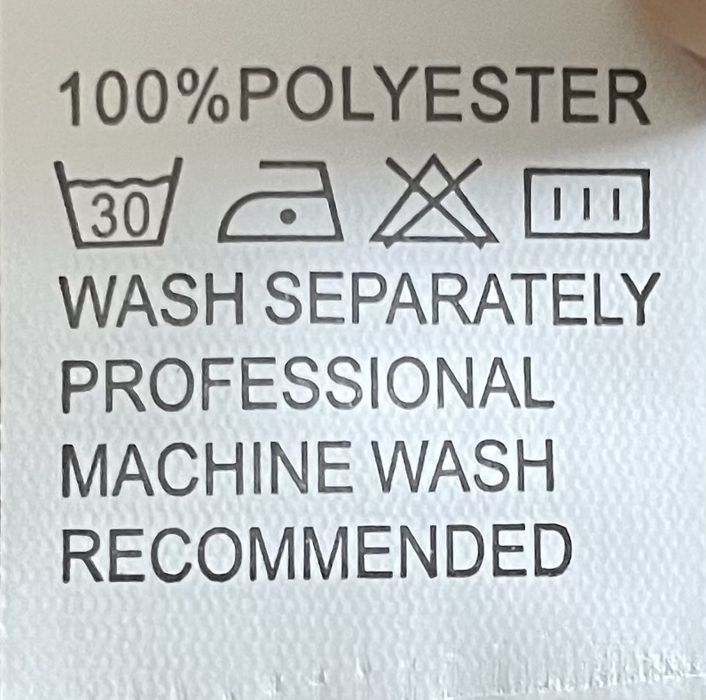 100%POLYESTER
30
WASH SEPARATELY
PROFESSIONAL
MACHINE WASH
RECOMMENDED